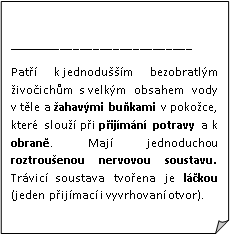 ____________________________
Patří k jednodušším bezobratlým
živočichům s velkým obsahem vody
v těle a žahavými buňkami v pokožce,
které slouží při přijímání potravy a k
obraně. Mají jednoduchou
roztroušenou nervovou soustavu.
Trávicí soustava tvořena je láčkou
(jeden přijímací i vyvrhovaní otvor).